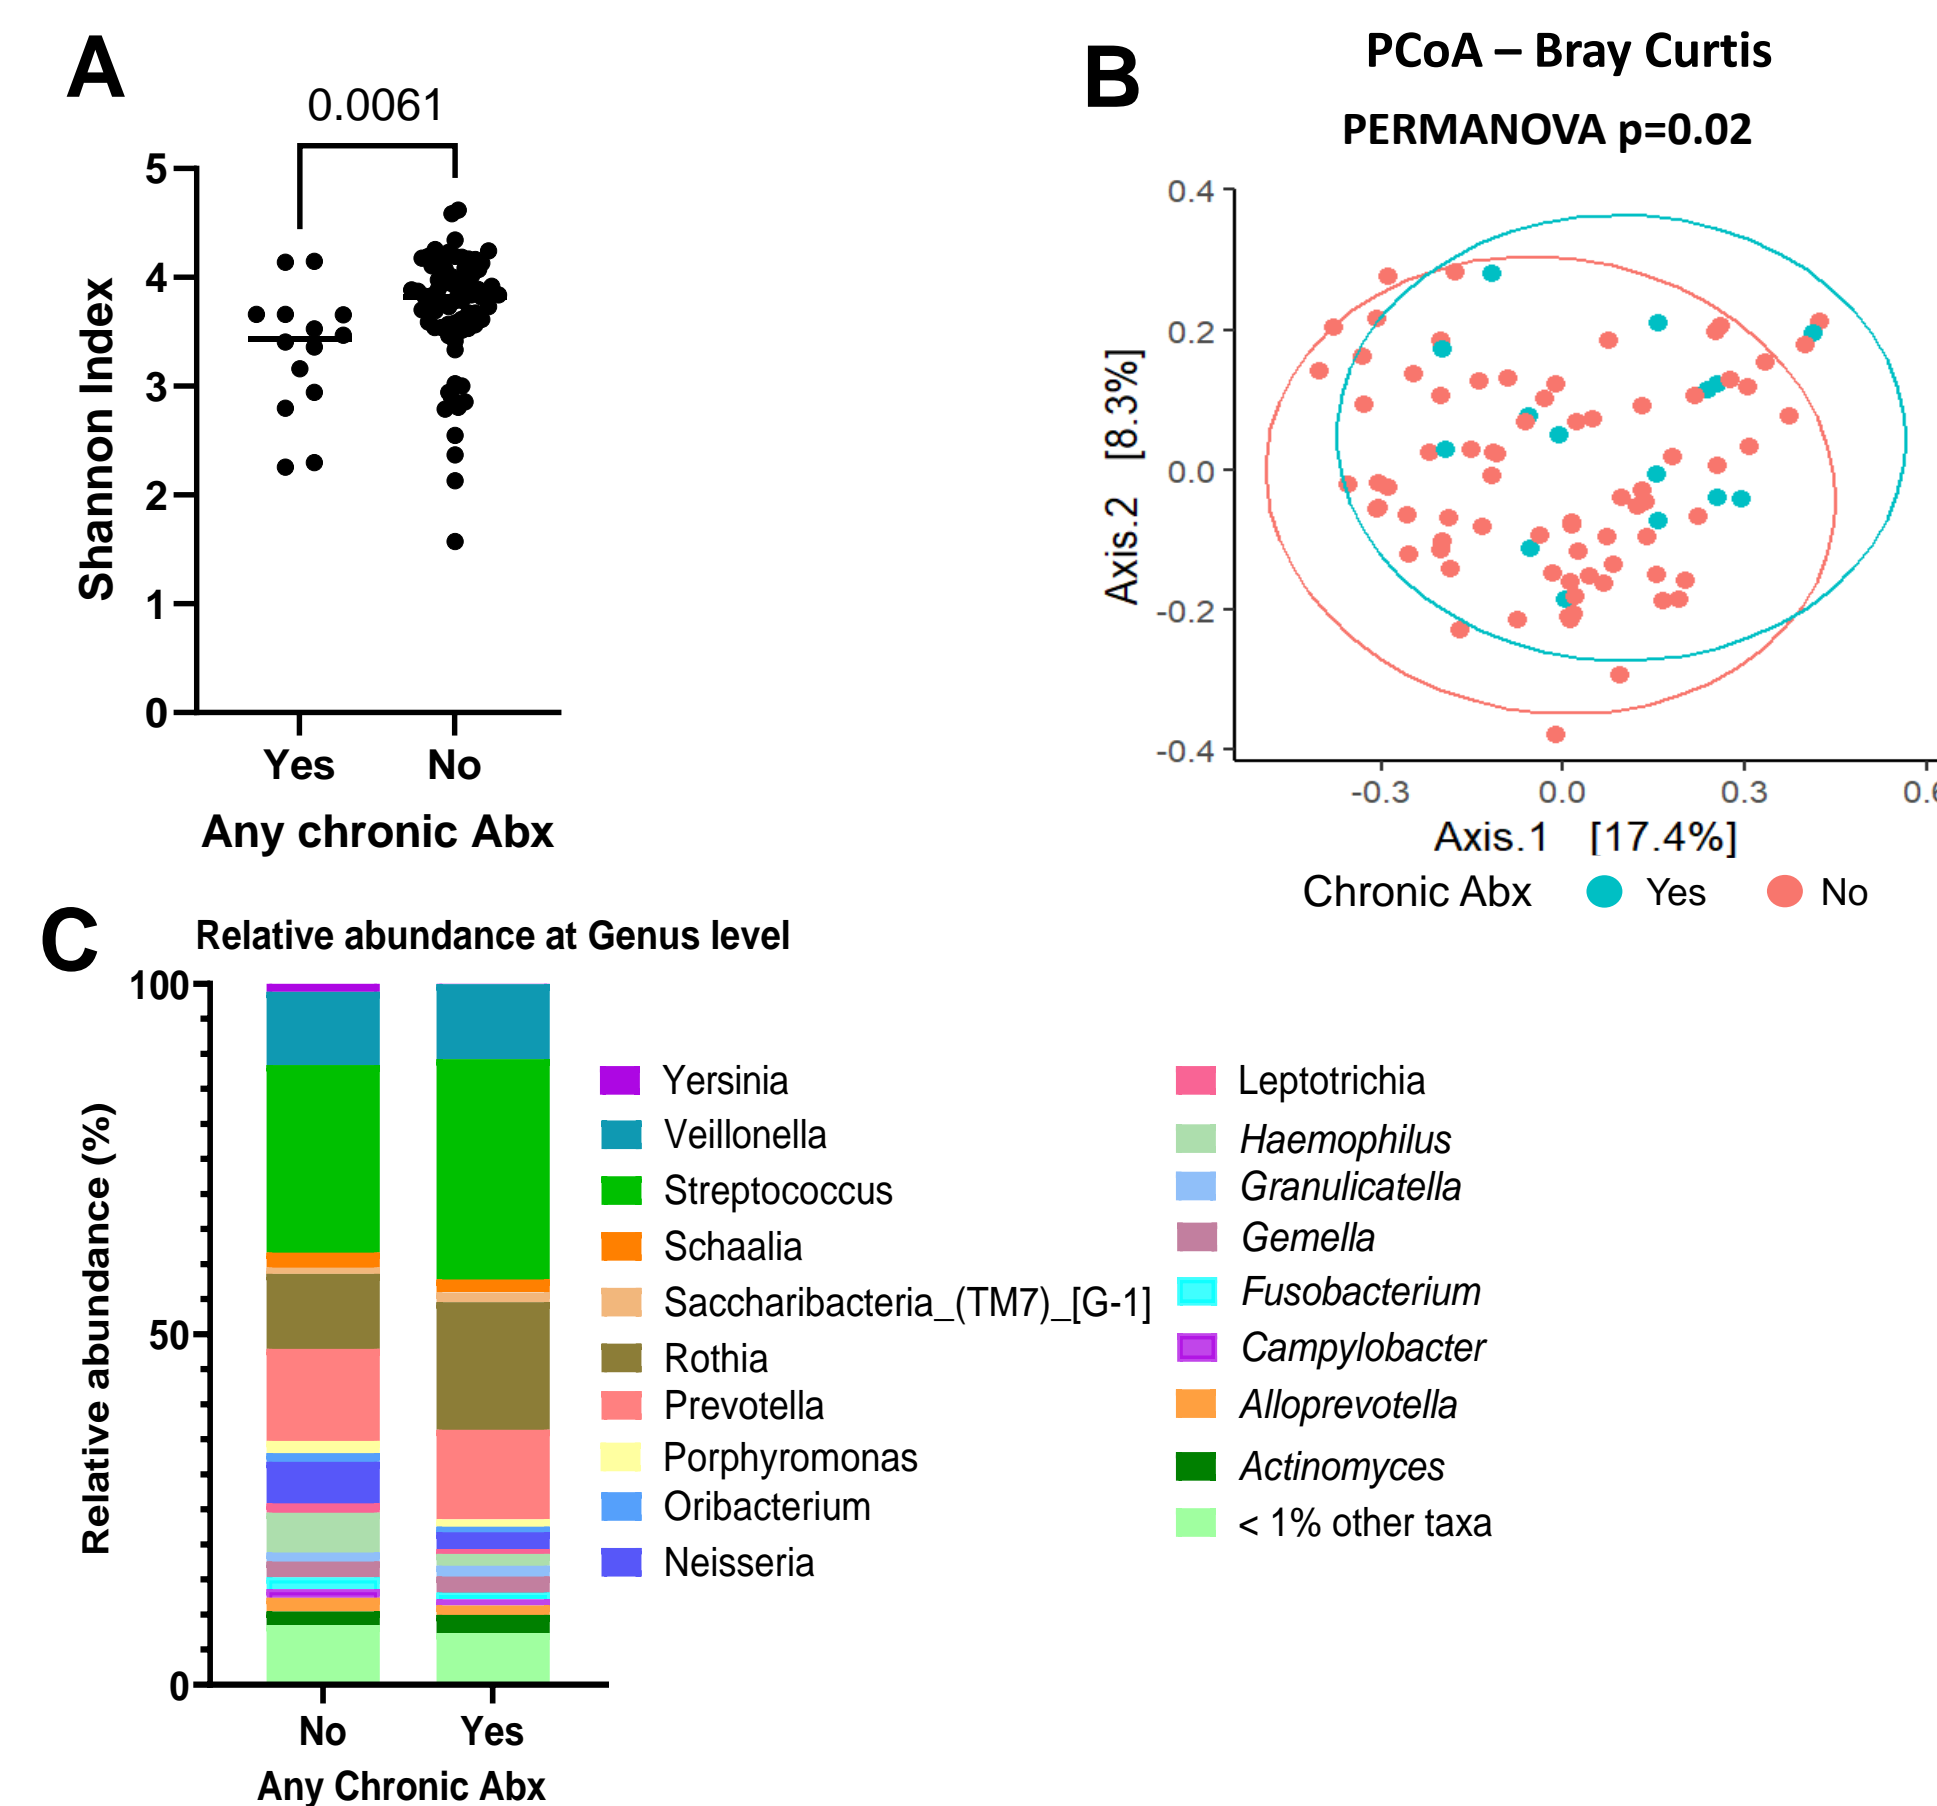 A
0.0061
5
4
3
2
1
0
Shannon Index
Yes
No
Any chronic Abx
B
PCoA – Bray Curtis
PERMANOVA p=0.02
0.4
0.2
0.0
-0.2
-0.4
Axis.2 [8.3%]
-0.3
0.0
0.3
Axis.1 [17.4%]
Chronic Abx
Yes
No
C
Relative abundance at Genus level
100
50
0
Relative abundance (%)
No
Yes
Any Chronic Abx
Yersinia
Veillonella
Streptococcus
Schaalia
Saccharibacteria_(TM7)_[G-1]
Rothia
Prevotella
Porphyromonas
Oribacterium
Neisseria
Leptotrichia
Haemophilus
Granulicatella
Gemella
Fusobacterium
Campylobacter
Alloprevotella
Actinomyces
< 1% other taxa